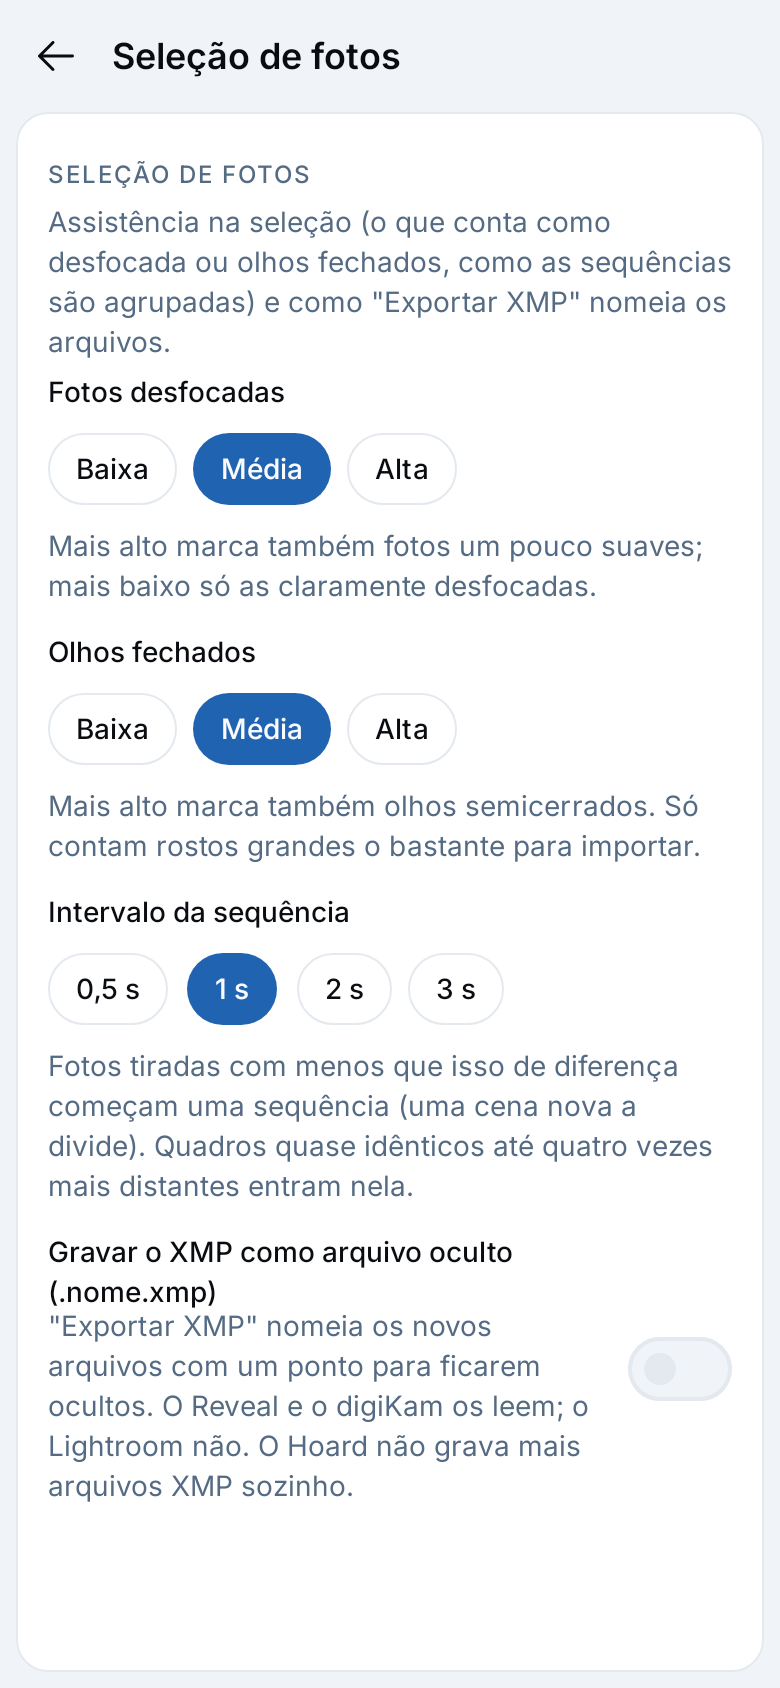 Seleção de fotos
SELEÇÃO DE FOTOS
Assistência na seleção (o que conta como
desfocada ou olhos fechados, como as sequências
são agrupadas) e como "Exportar XMP" nomeia os
arquivos.
Fotos desfocadas
Baixa Média Alta
Mais alto marca também fotos um pouco suaves;
mais baixo só as claramente desfocadas.
Olhos fechados
Baixa Média Alta
Mais alto marca também olhos semicerrados. Só
contam rostos grandes o bastante para importar.
Intervalo da sequência
0,5 s 1 s 2 s 3 s
Fotos tiradas com menos que isso de diferença
começam uma sequência (uma cena nova a
divide). Quadros quase idênticos até quatro vezes
mais distantes entram nela.
Gravar o XMP como arquivo oculto
(.nome.xmp)
"Exportar XMP" nomeia os novos
arquivos com um ponto para ficarem
ocultos. O Reveal e o digiKam os leem; o
Lightroom não. O Hoard não grava mais
arquivos XMP sozinho.